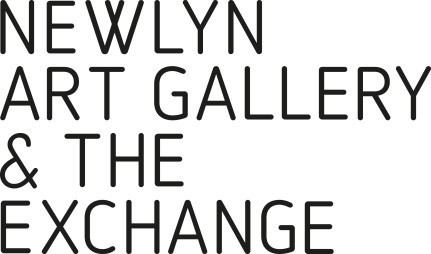 NEWLYN
ART GALLERY
& THE
EXCHANGE